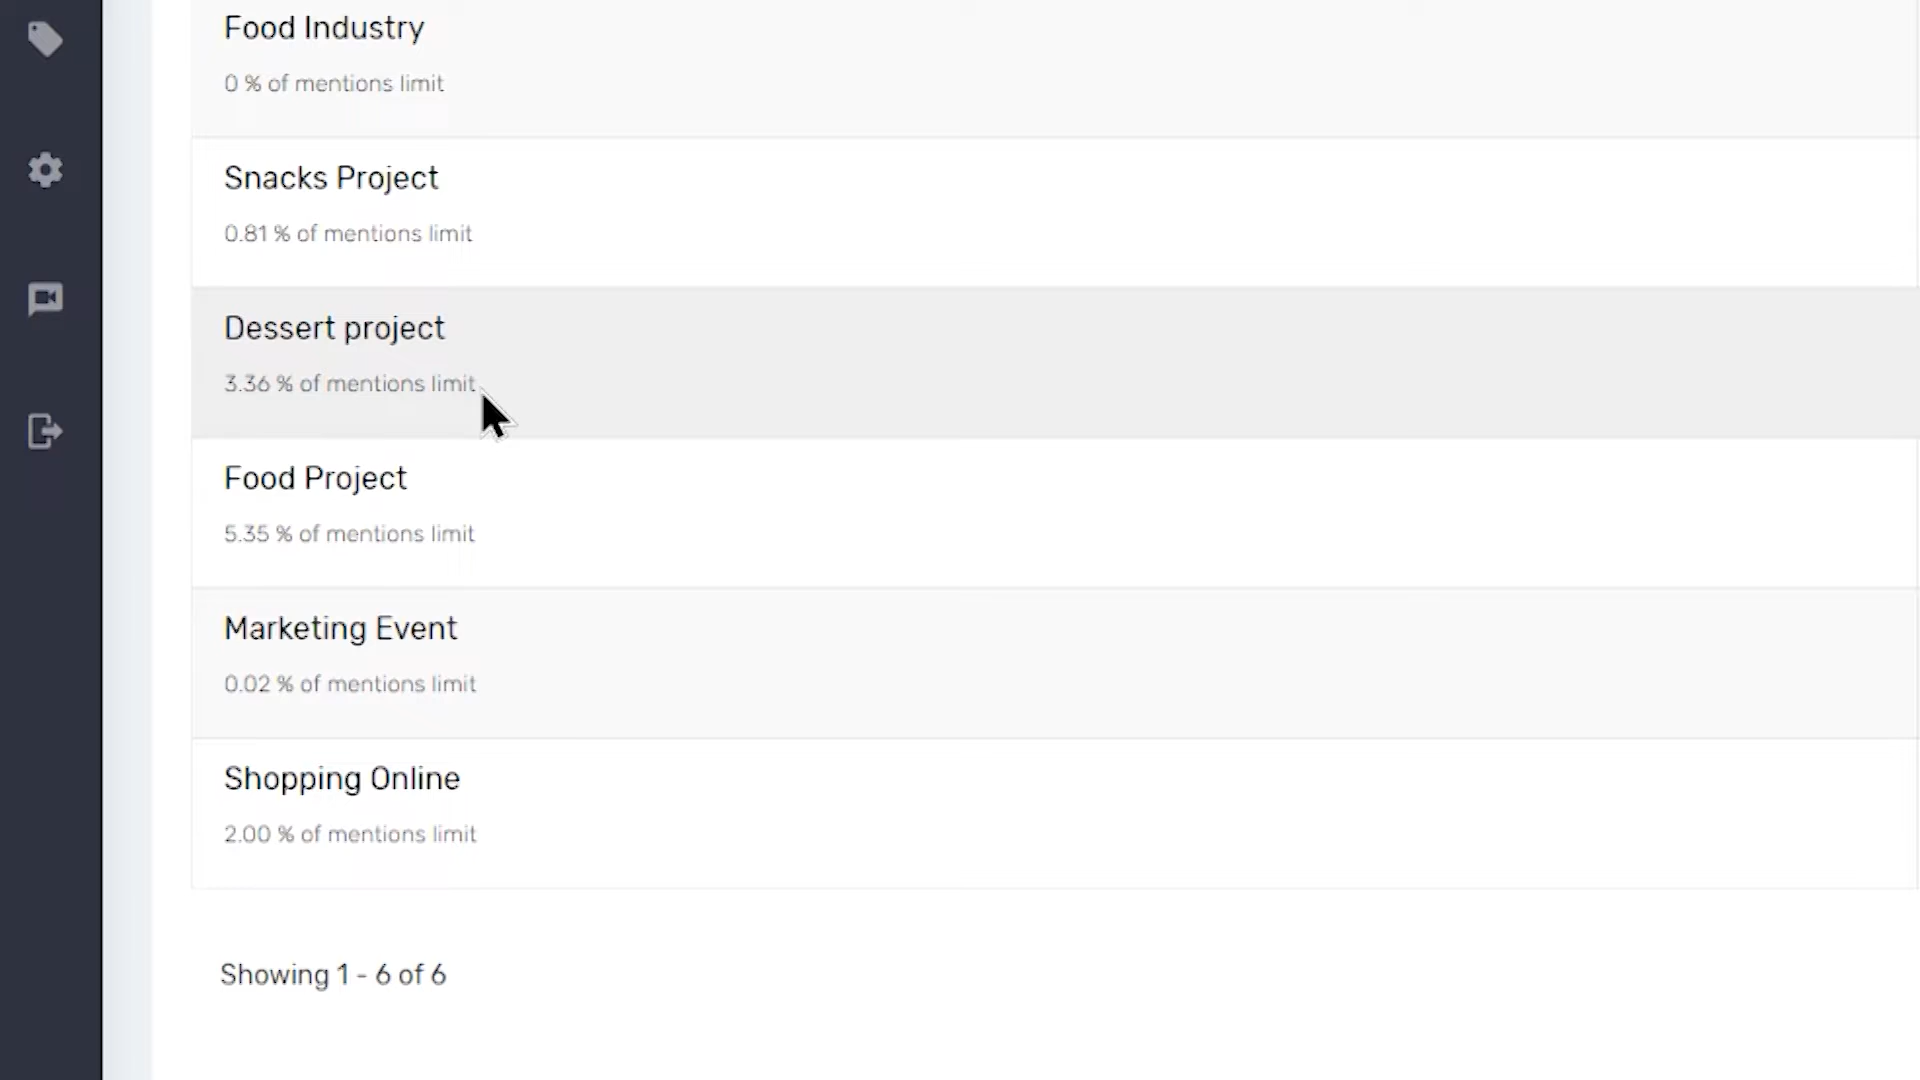 Food Industry
0 % of mentions limit
Snacks Project
0.81 % of mentions limit
Dessert project
3.36 % of mentions limit
Food Project
5.35 % of mentions limit
Marketing Event
0.02 % of mentions limit
Shopping Online
2.00 % of mentions limit
Showing 1 - 6 of 6